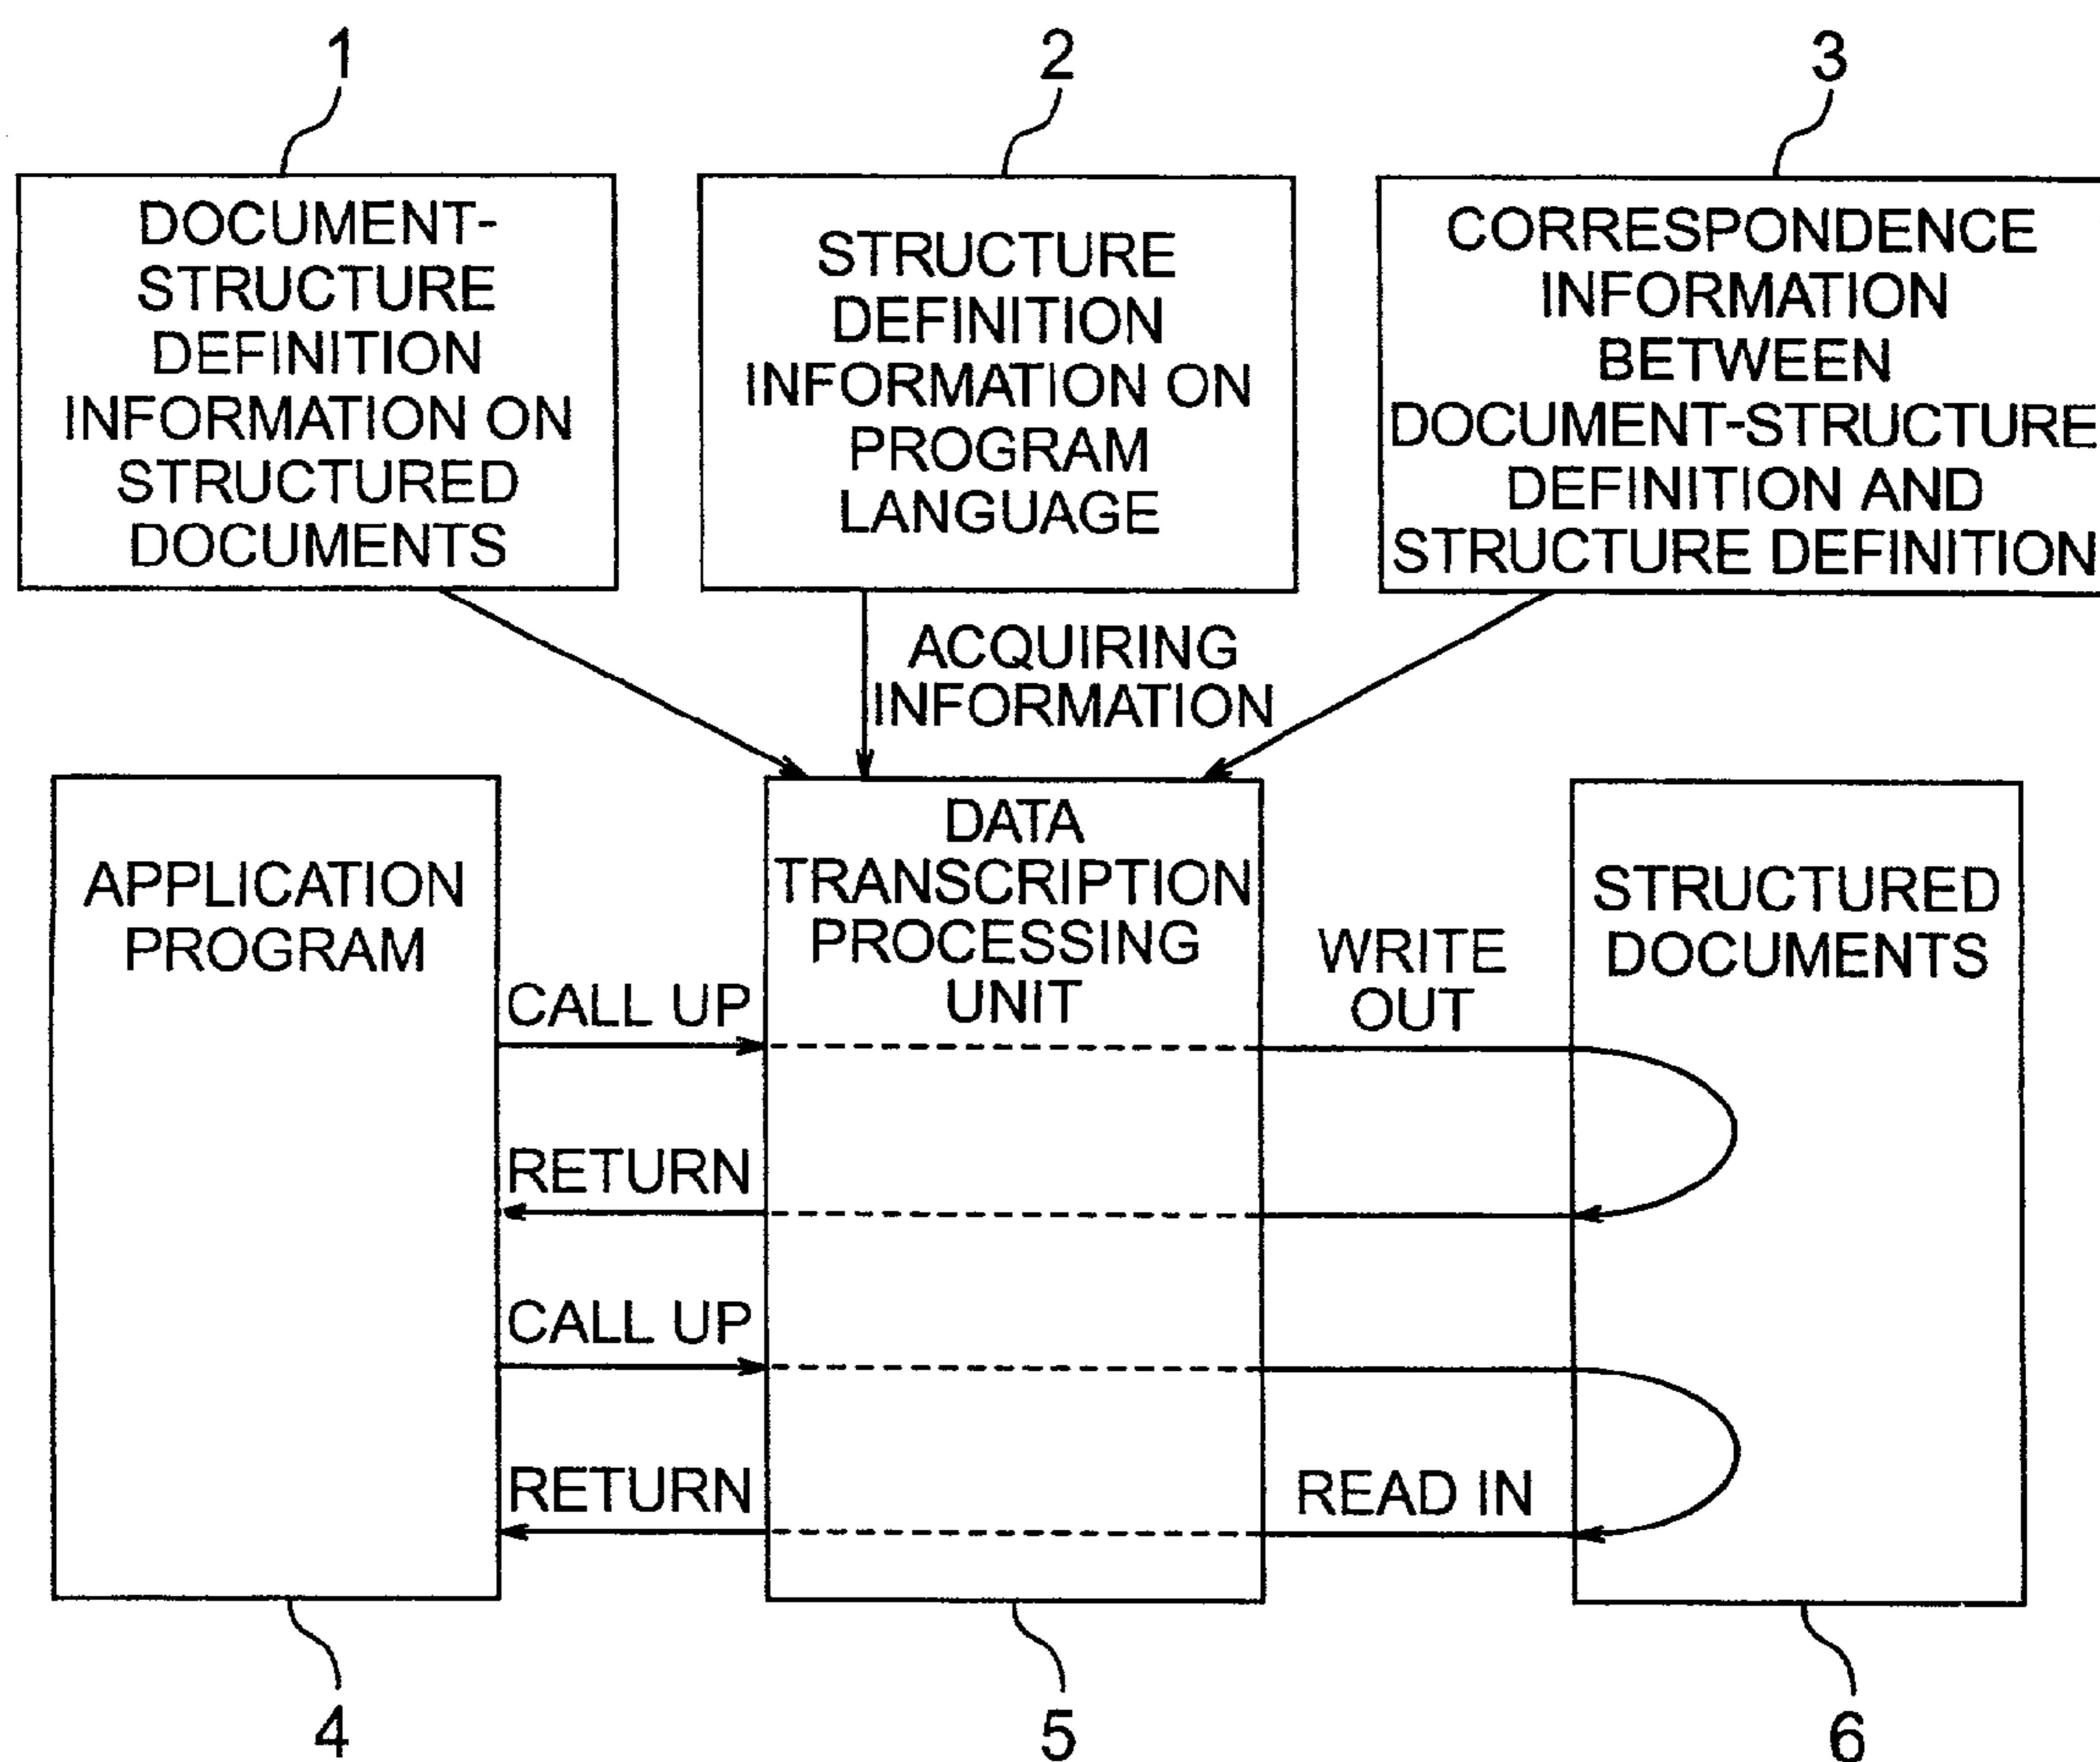 1
2
3
DOCUMENT-
STRUCTURE
DEFINITION
INFORMATION ON
STRUCTURED
DOCUMENTS
STRUCTURE
DEFINITION
INFORMATION ON
PROGRAM
LANGUAGE
CORRESPONDENCE
INFORMATION
BETWEEN
DOCUMENT-STRUCTURE
DEFINITION AND
STRUCTURE DEFINITION
ACQUIRING
INFORMATION
APPLICATION
PROGRAM
DATA
TRANSCRIPTION
PROCESSING
UNIT
STRUCTURED
DOCUMENTS
CALL UP
WRITE
OUT
RETURN
CALL UP
RETURN
READ IN
4
5
6